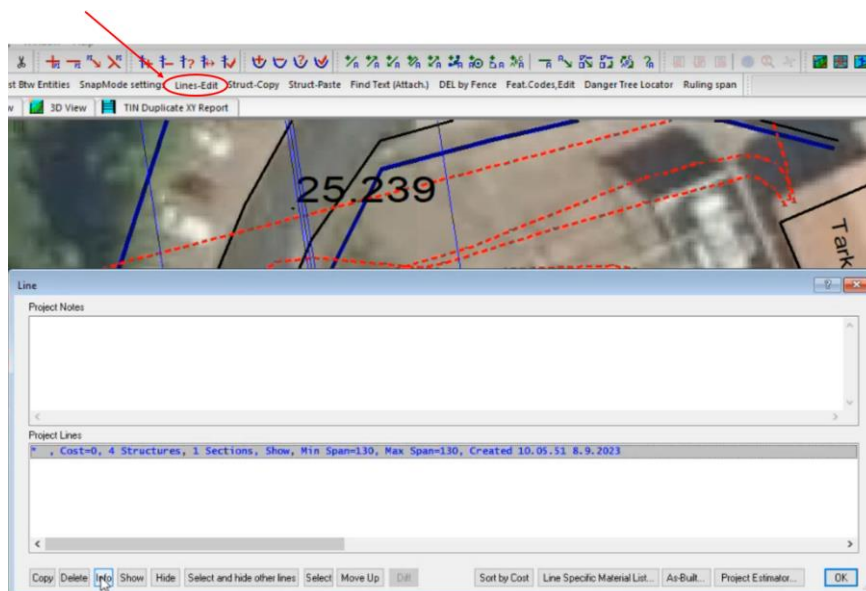 st Btw Entities SnapMode settings Lines-Edit Struct-Copy Struct-Paste Find Text (Attach.) DEL by Fence Feat.Codes,Edit Danger Tree Locator Ruling span
3D View TIN Duplicate XY Report
25.239
Tark
Line
Project Notes
Project Lines
* , Cost=0, 4 Structures, 1 Sections, Show, Min Span=130, Max Span=130, Created 10.05.51 8.9.2023
Copy Delete Info Show Hide Select and hide other lines Select Move Up Diff Sort by Cost Line Specific Material List... As-Built... Project Estimator... OK